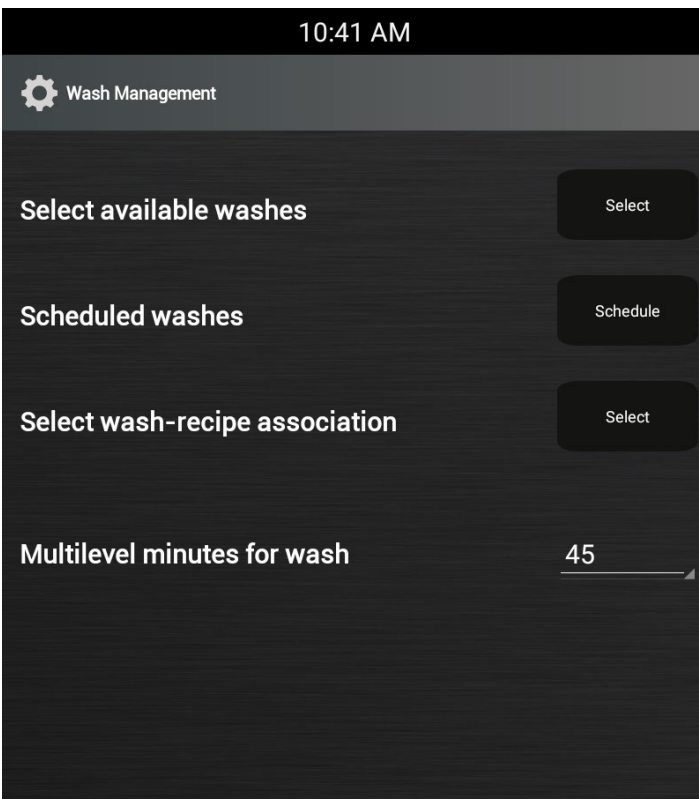 10:41 AM
Wash Management
Select available washes
Select
Scheduled washes
Schedule
Select wash-recipe association
Select
Multilevel minutes for wash
45